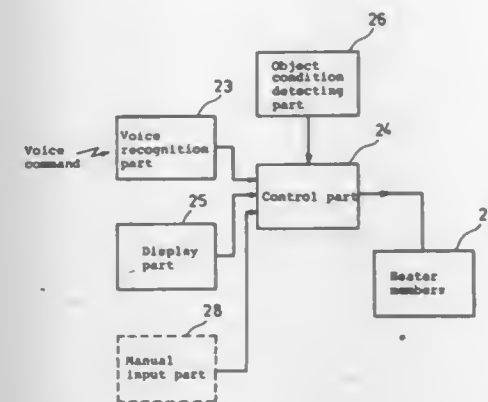 26
Object
condition
detecting
part
23
Voice
recognition
part
Voice
command
24
Control part
25
Display
part
2
Heater
members
28
Manual
input part